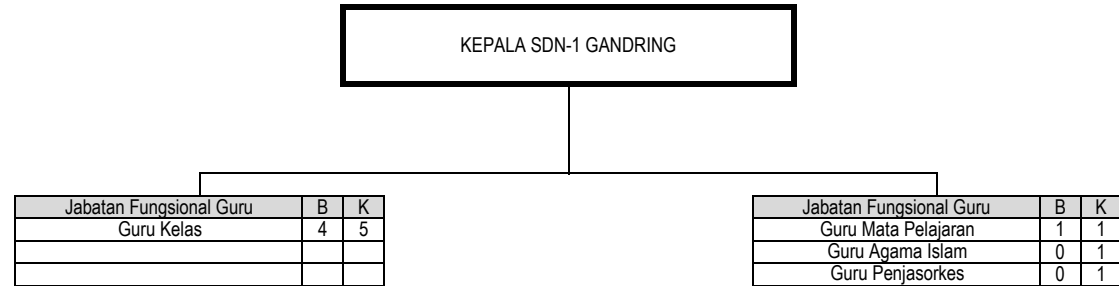 KEPALA SDN-1 GANDRING
Jabatan Fungsional Guru B K
Guru Kelas 4 5
Jabatan Fungsional Guru B K
Guru Mata Pelajaran 1 1
Guru Agama Islam 0 1
Guru Penjasorkes 0 1